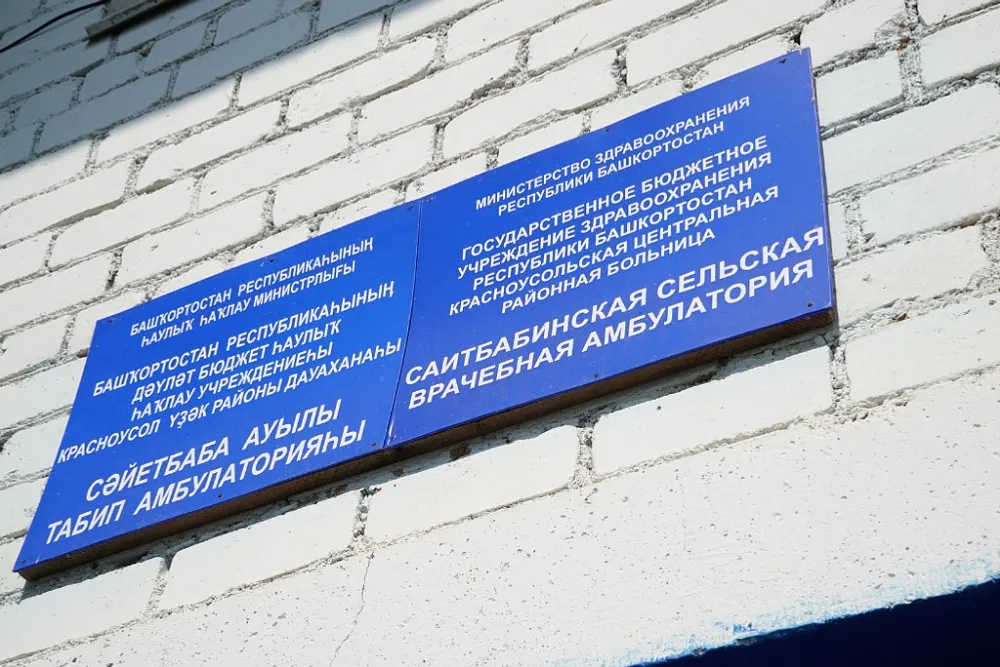 БАШҠОРТОСТАН РЕСПУБЛИКАҺЫНЫҢ
ҺАУЛЫҠ ҺАҠЛАУ МИНИСТРЛЫҒЫ
БАШҠОРТОСТАН РЕСПУБЛИКАҺЫНЫҢ
ДӘҮЛӘТ БЮДЖЕТ ҺАУЛЫҠ
ҺАҠЛАУ УЧРЕЖДЕНИЕҺЫ
КРАСНОУСОЛ ҮҘӘК РАЙОНЫ ДАУАХАНАҺЫ
СӘЙЕТБАБА АУЫЛЫ
ТАБИП АМБУЛАТОРИЯҺЫ
МИНИСТЕРСТВО ЗДРАВООХРАНЕНИЯ
РЕСПУБЛИКИ БАШКОРТОСТАН
ГОСУДАРСТВЕННОЕ БЮДЖЕТНОЕ
УЧРЕЖДЕНИЕ ЗДРАВООХРАНЕНИЯ
РЕСПУБЛИКИ БАШКОРТОСТАН
КРАСНОУСОЛЬСКАЯ ЦЕНТРАЛЬНАЯ
РАЙОННАЯ БОЛЬНИЦА
САИТБАБИНСКАЯ СЕЛЬСКАЯ
ВРАЧЕБНАЯ АМБУЛАТОРИЯ